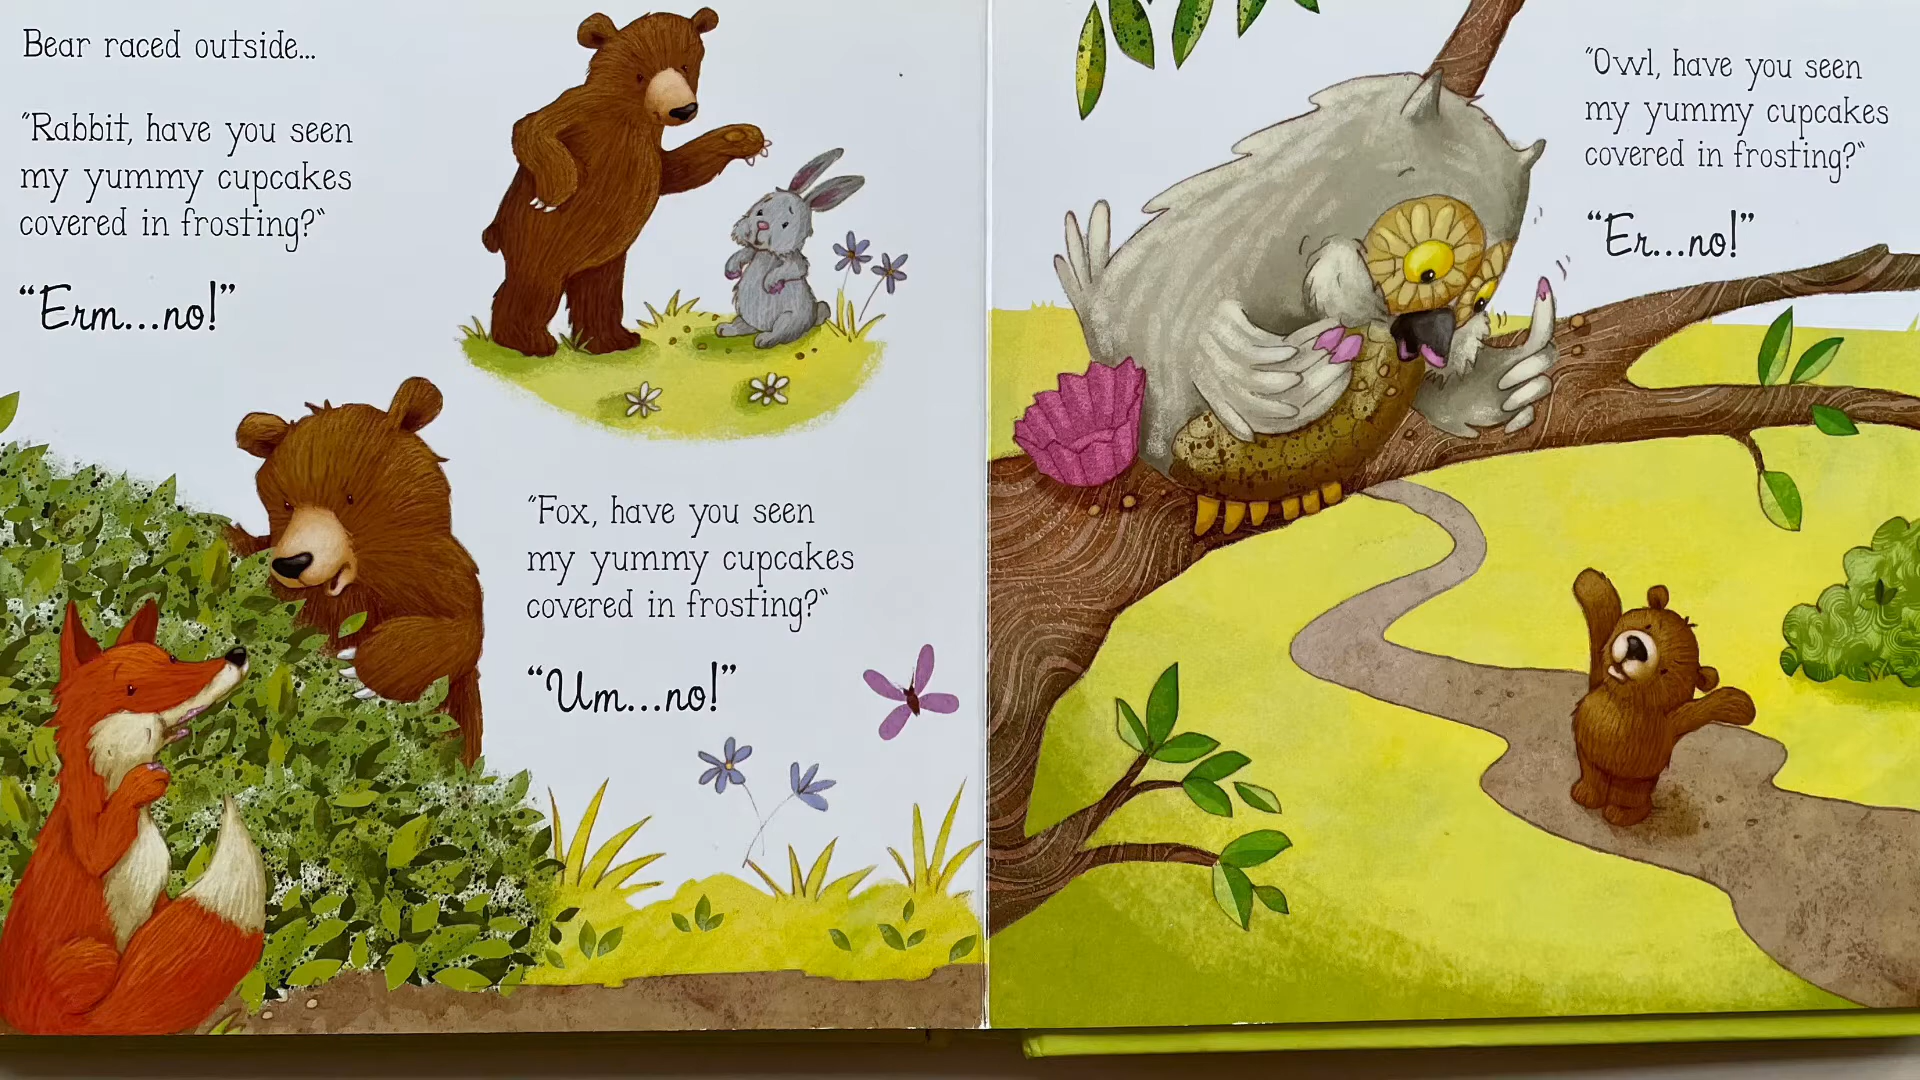 Bear raced outside...
"Rabbit, have you seen
my yummy cupcakes
covered in frosting?"
"Erm...no!"
"Fox, have you seen
my yummy cupcakes
covered in frosting?"
"Um...no!"
"Owl, have you seen
my yummy cupcakes
covered in frosting?"
"Er...no!"